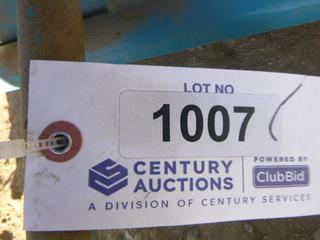 LOT NO
1007
CENTURY AUCTIONS
POWERED BY
ClubBid
A DIVISION OF CENTURY SERVICES